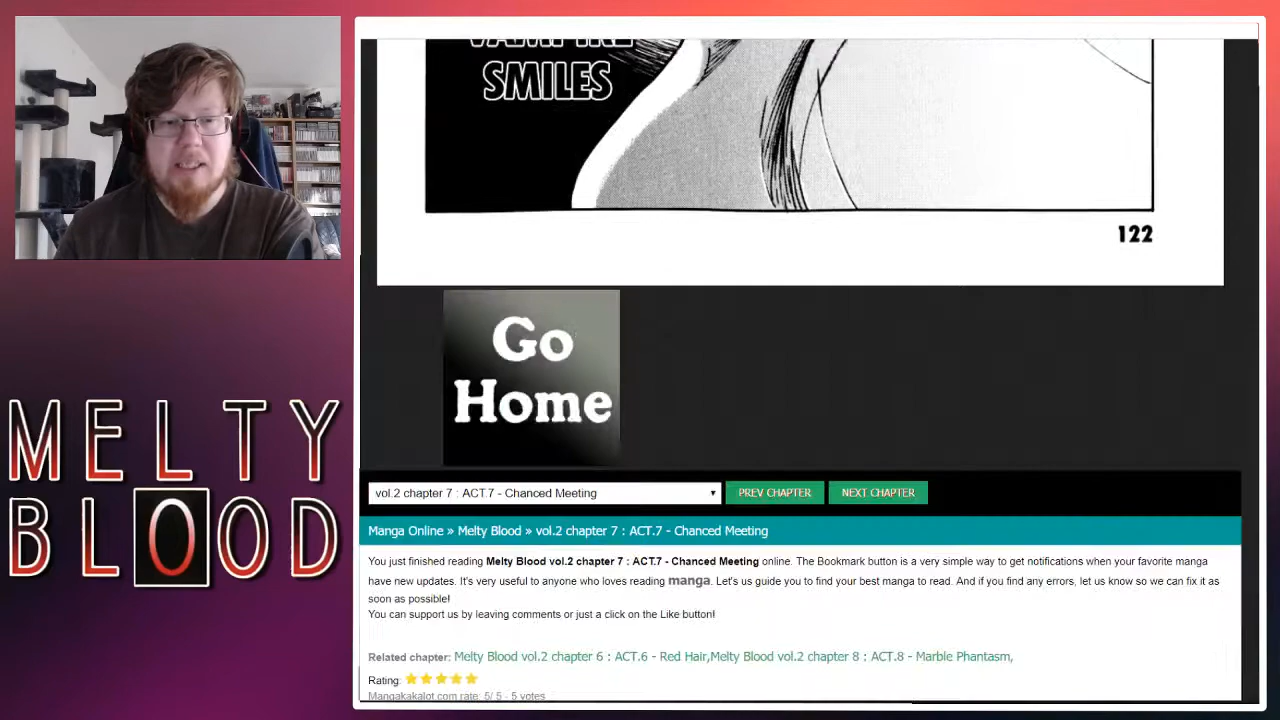 VAMPIRE
SMILES
122
Go
Home
MELTY
BLOOD
vol.2 chapter 7 : ACT.7 - Chanced Meeting
PREV CHAPTER
NEXT CHAPTER
Manga Online » Melty Blood » vol.2 chapter 7 : ACT.7 - Chanced Meeting
You just finished reading Melty Blood vol.2 chapter 7 : ACT.7 - Chanced Meeting online. The Bookmark button is a very simple way to get notifications when your favorite manga
have new updates. It's very useful to anyone who loves reading manga. Let's us guide you to find your best manga to read. And if you find any errors, let us know so we can fix it as
soon as possible!
You can support us by leaving comments or just a click on the Like button!
Related chapter: Melty Blood vol.2 chapter 6 : ACT.6 - Red Hair,Melty Blood vol.2 chapter 8 : ACT.8 - Marble Phantasm,
Rating:
Mangakakalot.com rate: 5/ 5 - 5 votes